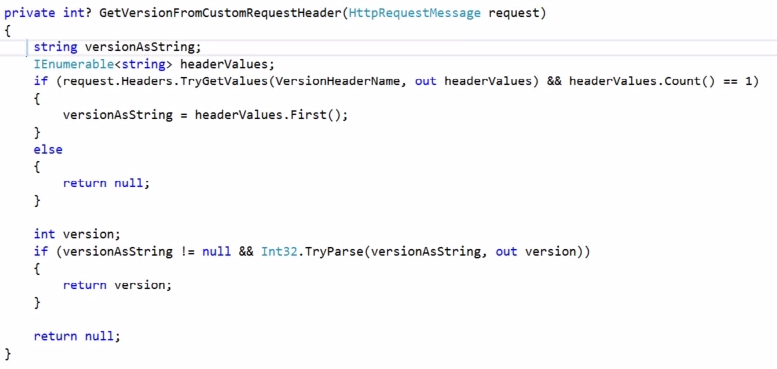 private int? GetVersionFromCustomRequestHeader(HttpRequestMessage request)
{
    string versionAsString;
    IEnumerable<string> headerValues;
    if (request.Headers.TryGetValues(VersionHeaderName, out headerValues) && headerValues.Count() == 1)
    {
        versionAsString = headerValues.First();
    }
    else
    {
        return null;
    }

    int version;
    if (versionAsString != null && Int32.TryParse(versionAsString, out version))
    {
        return version;
    }

    return null;
}